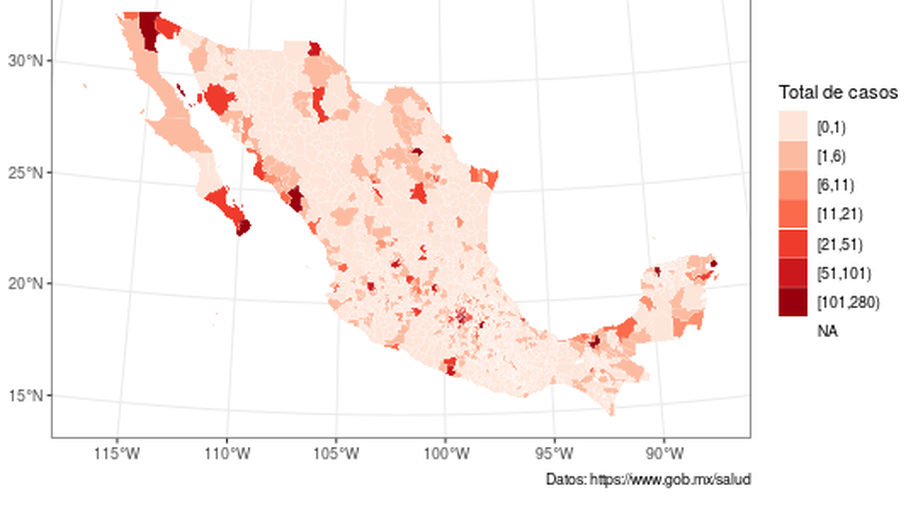 30°N
25°N
20°N
15°N
115°W
110°W
105°W
100°W
95°W
90°W
Total de casos
[0,1)
[1,6)
[6,11)
[11,21)
[21,51)
[51,101)
[101,280)
NA
Datos: https://www.gob.mx/salud